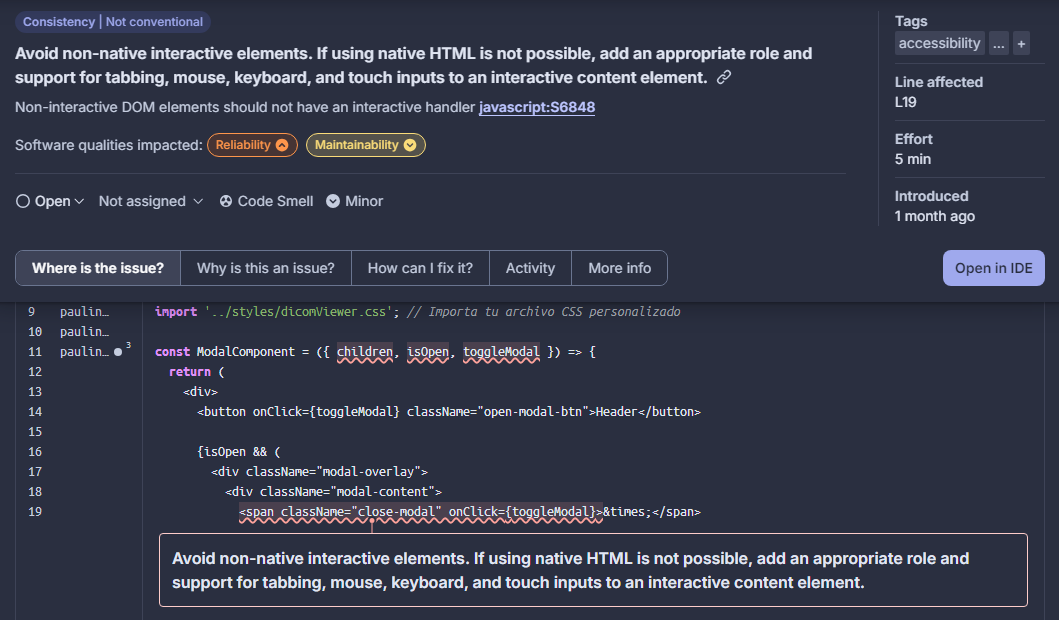 Consistency | Not conventional
Avoid non-native interactive elements. If using native HTML is not possible, add an appropriate role and
support for tabbing, mouse, keyboard, and touch inputs to an interactive content element.
Non-interactive DOM elements should not have an interactive handler javascript:S6848
Software qualities impacted: Reliability Maintainability
Open Not assigned Code Smell Minor
Tags
accessibility ... +
Line affected
L19
Effort
5 min
Introduced
1 month ago
Where is the issue? Why is this an issue? How can I fix it? Activity More info Open in IDE
9 paulin... import '../styles/dicomViewer.css'; // Importa tu archivo CSS personalizado
10 paulin...
11 paulin... 3 const ModalComponent = ({ children, isOpen, toggleModal }) => {
12 return (
13 <div>
14 <button onClick={toggleModal} className="open-modal-btn">Header</button>
15
16 {isOpen && (
17 <div className="modal-overlay">
18 <div className="modal-content">
19 <span className="close-modal" onClick={toggleModal}>&times;</span>
Avoid non-native interactive elements. If using native HTML is not possible, add an appropriate role and
support for tabbing, mouse, keyboard, and touch inputs to an interactive content element.